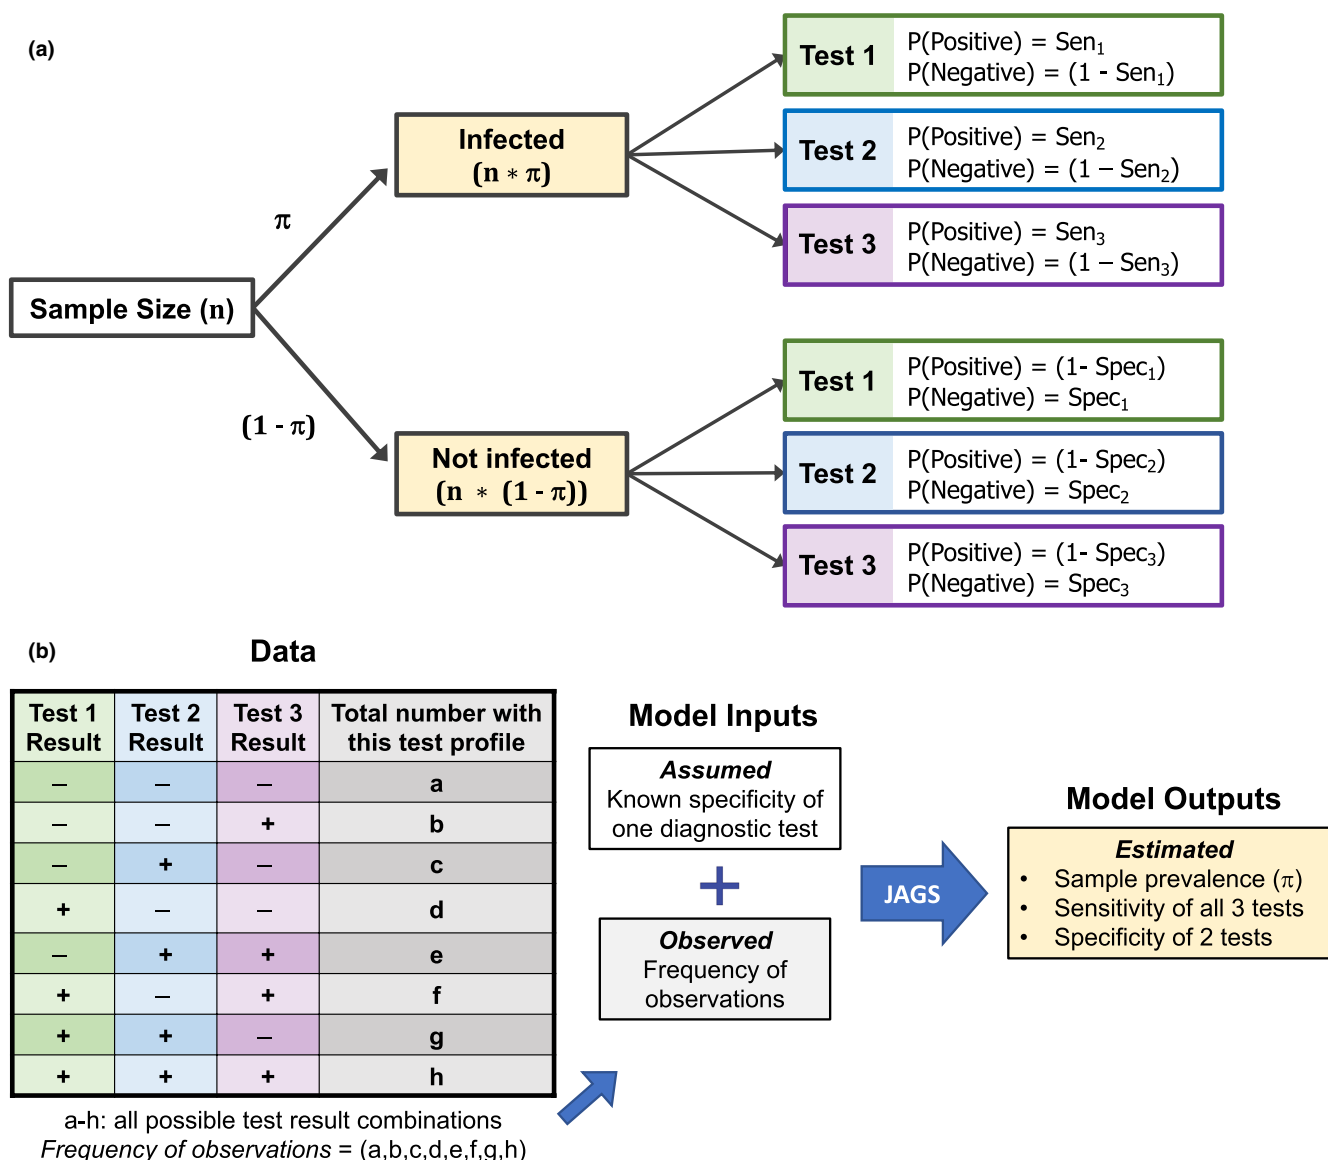 (a)
Sample Size (n)
π
(1 - π)
Infected
(n * π)
Not infected
(n * (1 - π))
Test 1
P(Positive) = Sen₁
P(Negative) = (1 - Sen₁)
Test 2
P(Positive) = Sen₂
P(Negative) = (1 – Sen₂)
Test 3
P(Positive) = Sen₃
P(Negative) = (1 – Sen₃)
Test 1
P(Positive) = (1- Spec₁)
P(Negative) = Spec₁
Test 2
P(Positive) = (1- Spec₂)
P(Negative) = Spec₂
Test 3
P(Positive) = (1- Spec₃)
P(Negative) = Spec₃
(b)
Data
Test 1 Test 2 Test 3 Total number with
Result Result Result this test profile
– – – a
– – + b
– + – c
+ – – d
– + + e
+ – + f
+ + – g
+ + + h
a-h: all possible test result combinations
Frequency of observations = (a,b,c,d,e,f,g,h)
Model Inputs
Assumed
Known specificity of
one diagnostic test
+
Observed
Frequency of
observations
JAGS
Model Outputs
Estimated
• Sample prevalence (π)
• Sensitivity of all 3 tests
• Specificity of 2 tests